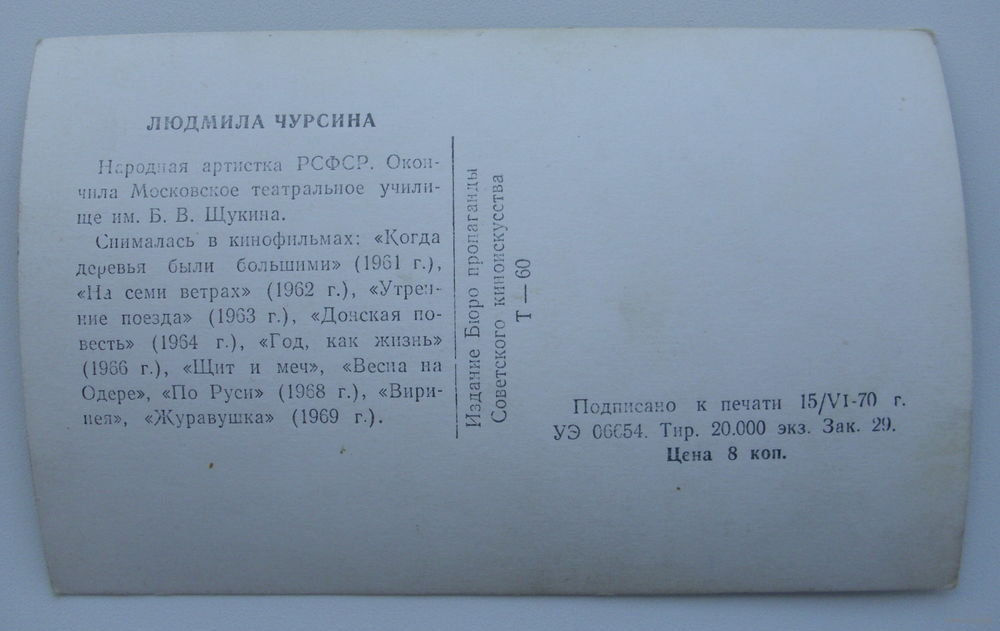 ЛЮДМИЛА ЧУРСИНА
Народная артистка РСФСР. Окон-
чила Московское театральное учили-
ще им. Б. В. Щукина.
Снималась в кинофильмах: «Когда
деревья были большими» (1961 г.),
«На семи ветрах» (1962 г.), «Утрен-
ние поезда» (1963 г.), «Донская по-
весть» (1964 г.), «Год, как жизнь»
(1966 г.), «Щит и меч», «Весна на
Одере», «По Руси» (1968 г.), «Вири-
нея», «Журавушка» (1969 г.).
Издание Бюро пропаганды
Советского киноискусства
Т — 60
Подписано к печати 15/VI-70 г.
УЭ 06654. Тир. 20.000 экз. Зак. 29.
Цена 8 коп.